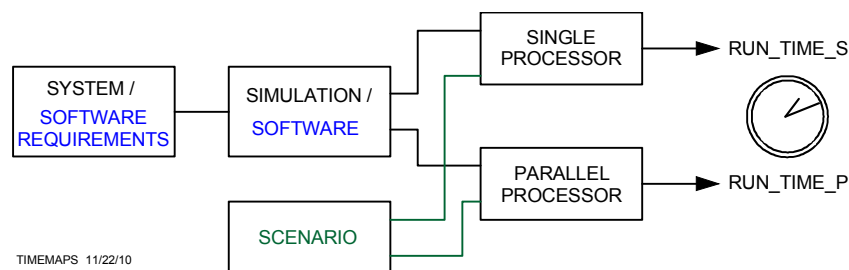 SYSTEM /
SOFTWARE
REQUIREMENTS
SIMULATION /
SOFTWARE
SINGLE
PROCESSOR
RUN_TIME_S
PARALLEL
PROCESSOR
RUN_TIME_P
SCENARIO
TIMEMAPS 11/22/10